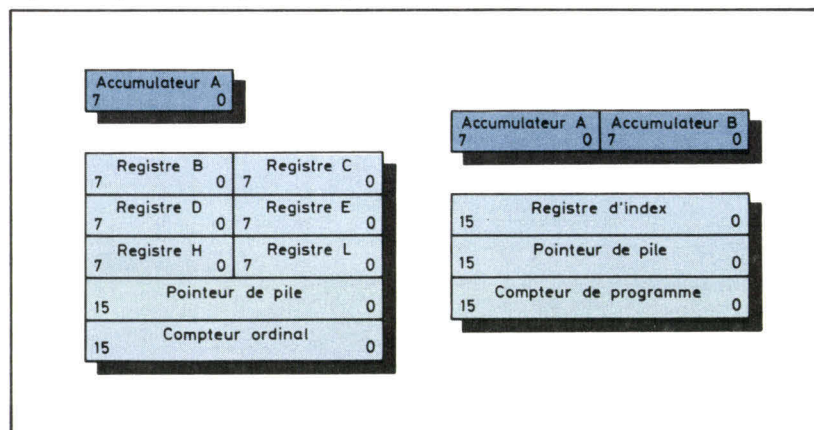 Accumulateur A
7 0
Registre B Registre C
7 0 7 0
Registre D Registre E
7 0 7 0
Registre H Registre L
7 0 7 0
Pointeur de pile
15 0
Compteur ordinal
15 0
Accumulateur A Accumulateur B
7 0 7 0
Registre d'index
15 0
Pointeur de pile
15 0
Compteur de programme
15 0